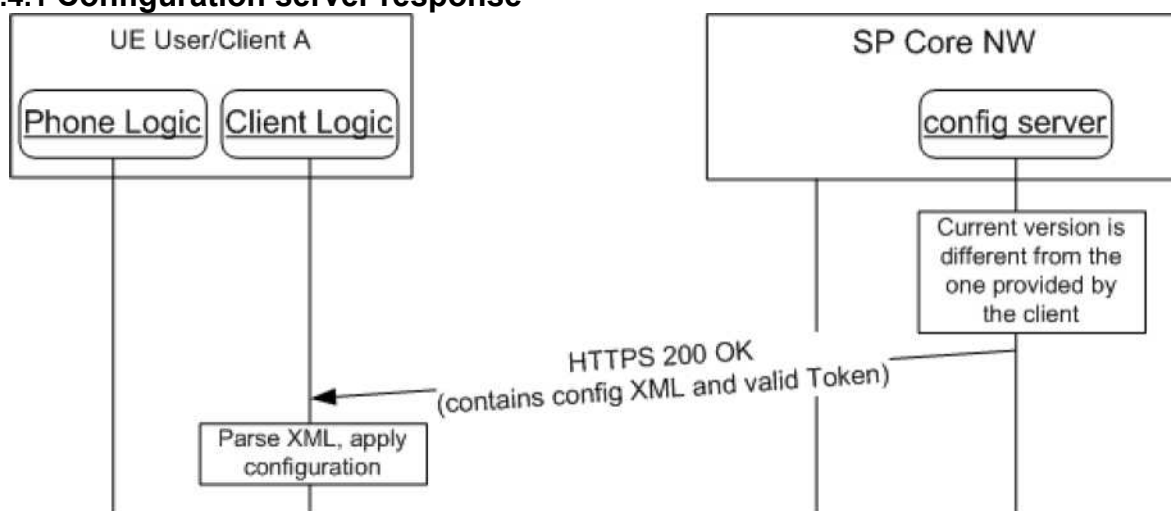 .4.1 Configuration server response
UE User/Client A
SP Core NW
Phone Logic
Client Logic
config server
Current version is
different from the
one provided by
the client
HTTPS 200 OK
(contains config XML and valid Token)
Parse XML, apply
configuration